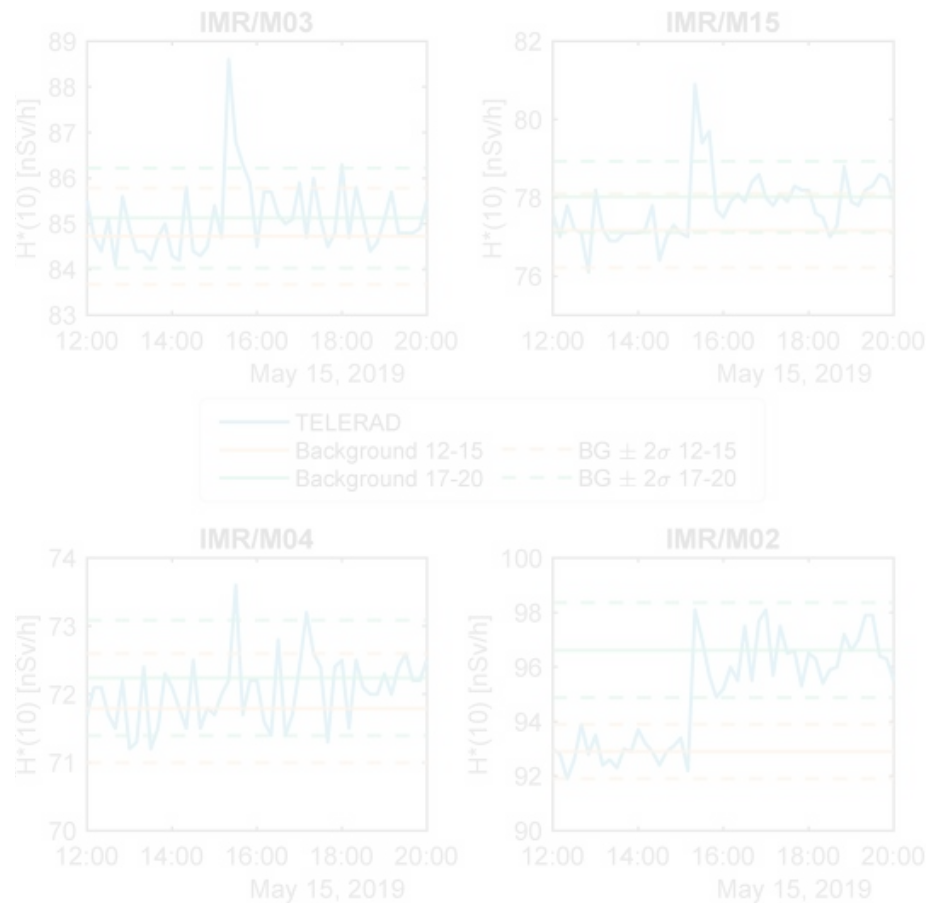 IMR/M03
H*(10) [nSv/h]
89
88
87
86
85
84
83
12:00 14:00 16:00 18:00 20:00
May 15, 2019
IMR/M15
H*(10) [nSv/h]
82
80
78
76
12:00 14:00 16:00 18:00 20:00
May 15, 2019
TELERAD
Background 12-15
BG ± 2σ 12-15
Background 17-20
BG ± 2σ 17-20
IMR/M04
H*(10) [nSv/h]
74
73
72
71
70
12:00 14:00 16:00 18:00 20:00
May 15, 2019
IMR/M02
H*(10) [nSv/h]
100
98
96
94
92
90
12:00 14:00 16:00 18:00 20:00
May 15, 2019